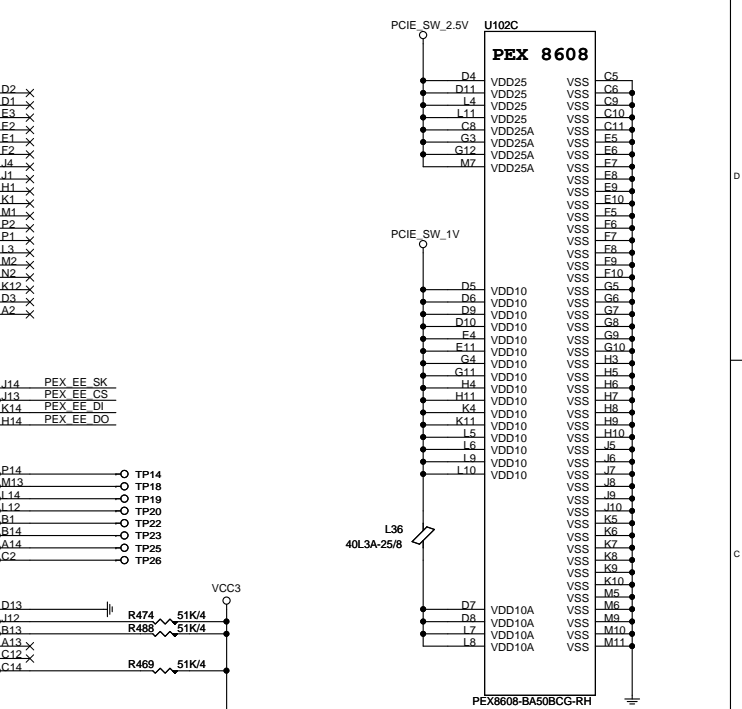 PCIE_SW_2.5V U102C
PEX 8608
D4 VDD25 VSS C5
D11 VDD25 VSS C6
L4 VDD25 VSS C9
L11 VDD25 VSS C10
C8 VDD25A VSS C11
G3 VDD25A VSS E5
G12 VDD25A VSS E6
M7 VDD25A VSS E7
VSS E8
VSS E9
VSS E10
VSS F5
VSS F6
VSS F7
VSS F8
VSS F9
VSS F10
PCIE_SW_1V
D5 VDD10 VSS G5
D6 VDD10 VSS G6
D9 VDD10 VSS G7
D10 VDD10 VSS G8
E4 VDD10 VSS G9
E11 VDD10 VSS G10
G4 VDD10 VSS H3
G11 VDD10 VSS H5
H4 VDD10 VSS H6
H11 VDD10 VSS H7
K4 VDD10 VSS H8
K11 VDD10 VSS H9
L5 VDD10 VSS H10
L6 VDD10 VSS J5
L9 VDD10 VSS J6
L10 VDD10 VSS J7
VSS J8
VSS J9
VSS J10
VSS K5
VSS K6
VSS K7
VSS K8
VSS K9
VSS K10
VSS M5
L36
40L3A-25/8
D7 VDD10A VSS M6
D8 VDD10A VSS M9
L7 VDD10A VSS M10
L8 VDD10A VSS M11
PEX8608-BA50BCG-RH
D2
D1
E3
E2
E1
F2
J4
J1
H1
K1
M1
P2
P1
L3
M2
N2
K12
D3
A2
J14 PEX_EE_SK
J13 PEX_EE_CS
K14 PEX_EE_DI
H14 PEX_EE_DO
P14 TP14
M13 TP18
L14 TP19
L12 TP20
B1 TP22
B14 TP23
A14 TP25
C2 TP26
VCC3
D13
J12 R474 51K/4
B13 R488 51K/4
A13
C12
C14 R469 51K/4
D
C